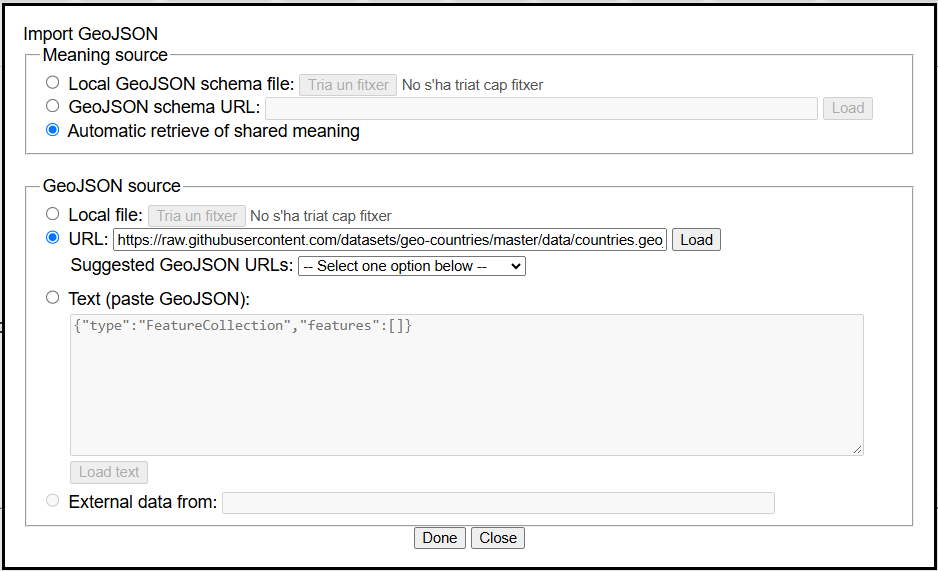 Import GeoJSON
Meaning source
Local GeoJSON schema file: Tria un fitxer No s'ha triat cap fitxer
GeoJSON schema URL: Load
Automatic retrieve of shared meaning
GeoJSON source
Local file: Tria un fitxer No s'ha triat cap fitxer
URL: https://raw.githubusercontent.com/datasets/geo-countries/master/data/countries.geo Load
Suggested GeoJSON URLs: -- Select one option below --
Text (paste GeoJSON):
{"type":"FeatureCollection","features":[]}
Load text
External data from:
Done Close